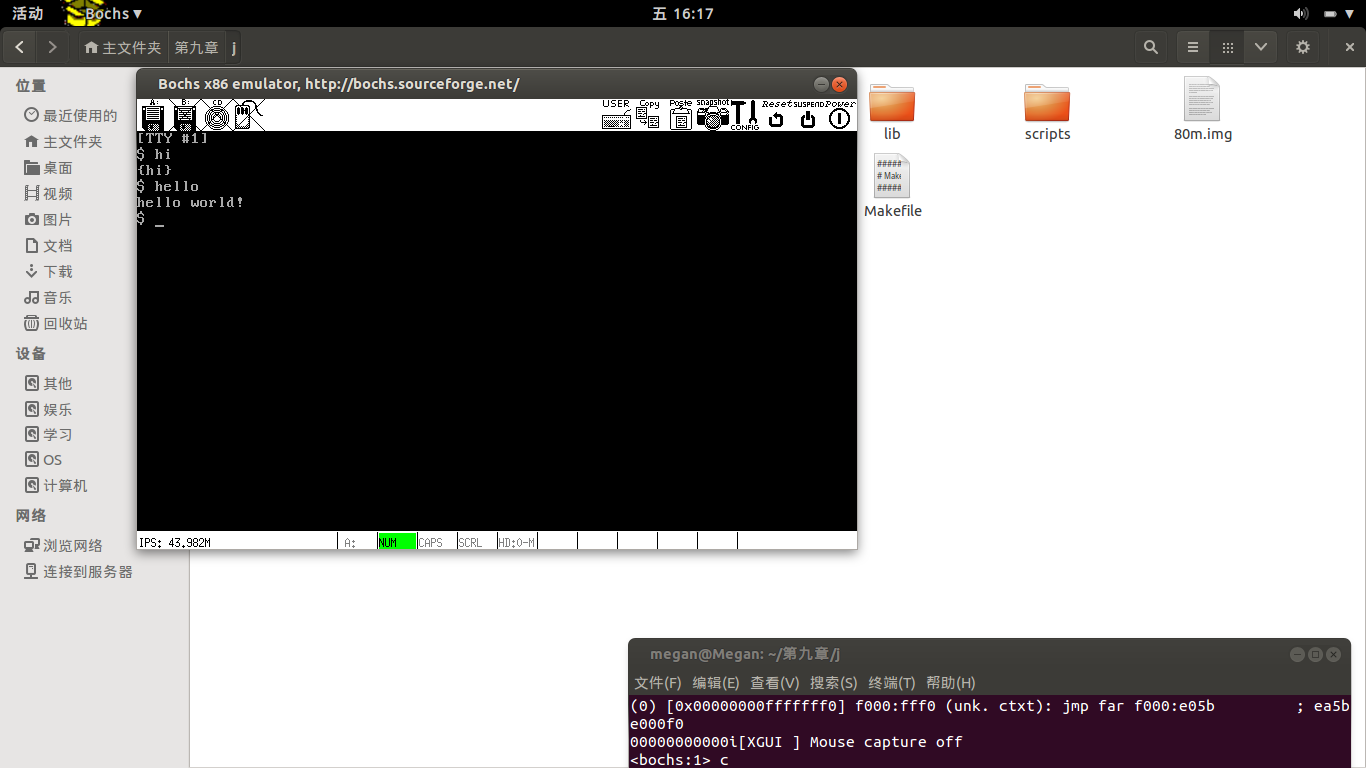 活动 Bochs ▾ 五 16:17
主文件夹 第九章 j
位置
最近使用的
主文件夹
桌面
视频
图片
文档
下载
音乐
回收站
设备
其他
娱乐
学习
OS
计算机
网络
浏览网络
连接到服务器
Bochs x86 emulator, http://bochs.sourceforge.net/
A: B: CD USER Copy Paste Snapshot CONFIG Reset SUSPEND Power
[TTY #1]
$ hi
{hi}
$ hello
hello world!
$ _
IPS: 43.982M A: NUM CAPS SCRL HD:0-M
lib scripts 80m.img
#####
# Make
#####
Makefile
megan@Megan: ~/第九章/j
文件(F) 编辑(E) 查看(V) 搜索(S) 终端(T) 帮助(H)
(0) [0x00000000fffffff0] f000:fff0 (unk. ctxt): jmp far f000:e05b ; ea5b
e000f0
00000000000i[XGUI ] Mouse capture off
<bochs:1> c